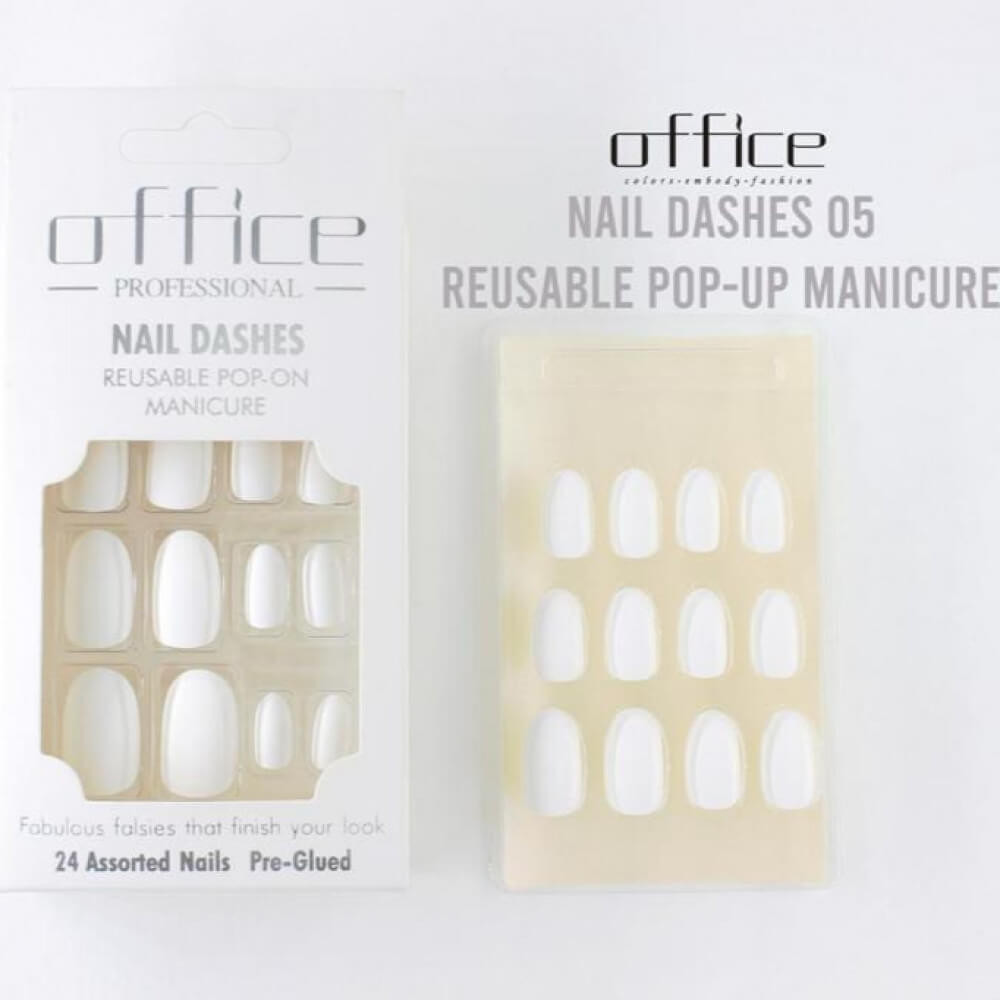 office
PROFESSIONAL
NAIL DASHES
REUSABLE POP-ON
MANICURE
Fabulous falsies that finish your look
24 Assorted Nails Pre-Glued
office
colors-embody-fashion
NAIL DASHES 05
REUSABLE POP-UP MANICURE